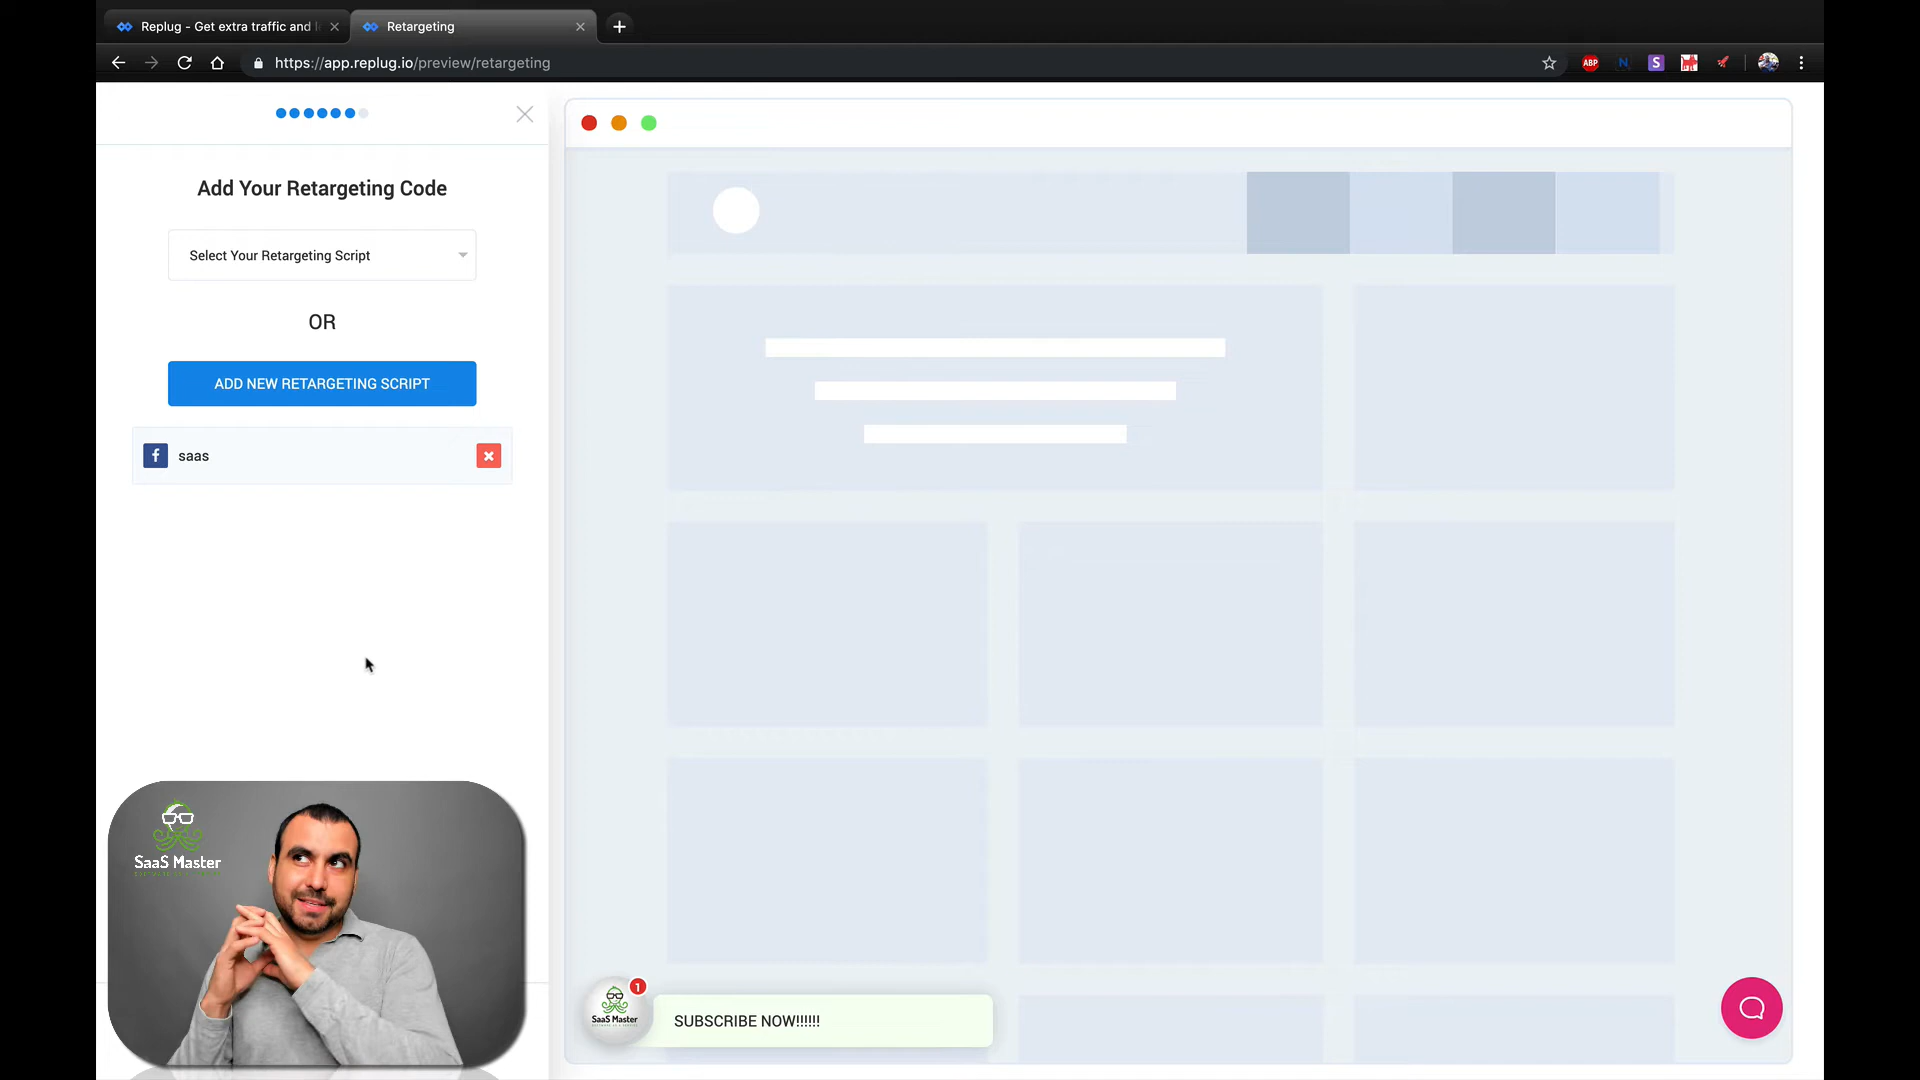 Replug - Get extra traffic and l
Retargeting
https://app.replug.io/preview/retargeting
ABP
N
S
Add Your Retargeting Code
Select Your Retargeting Script
OR
ADD NEW RETARGETING SCRIPT
f saas
SaaS Master
1
SaaS Master
SUBSCRIBE NOW!!!!!!